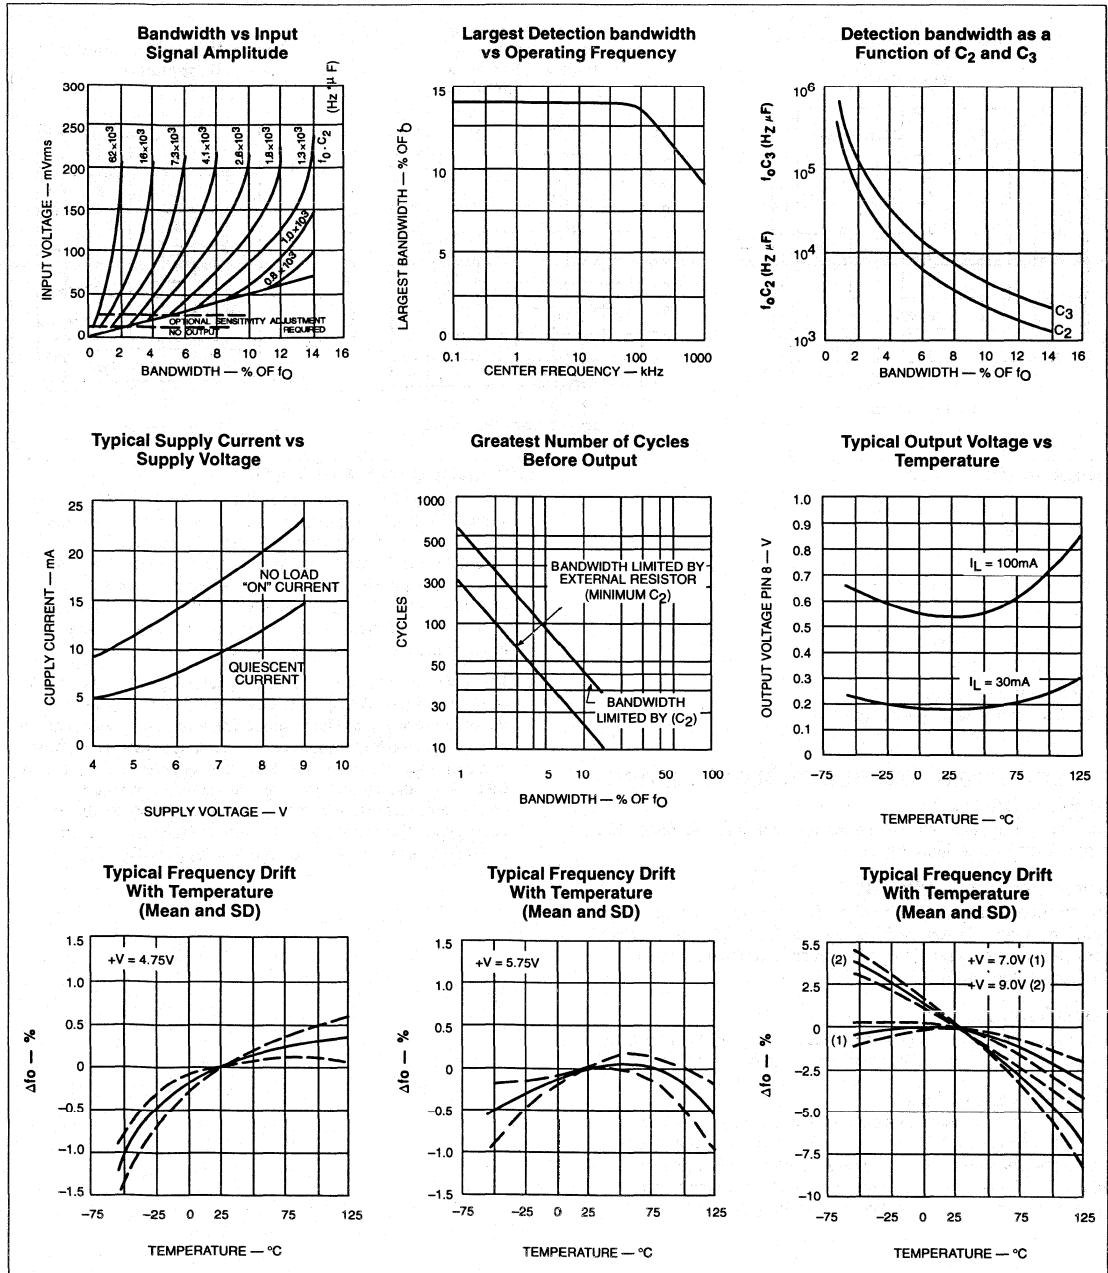 Bandwidth vs Input
Signal Amplitude
INPUT VOLTAGE — mVrms
300
250
200
150
100
50
0
62×10³
16×10³
7.3×10³
4.1×10³
2.6×10³
1.8×10³
1.3×10³
fO · C2 (Hz * μF)
1.0×10³
0.8×10³
OPTIONAL SENSITIVITY ADJUSTMENT
REQUIRED
NO OUTPUT
0 2 4 6 8 10 12 14 16
BANDWIDTH — % OF fO
Largest Detection bandwidth
vs Operating Frequency
LARGEST BANDWIDTH — % OF
15
10
5
0
0.1 1 10 100 1000
CENTER FREQUENCY — kHz
Detection bandwidth as a
Function of C2 and C3
foC3 (Hz μF)
foC2 (Hz μF)
10⁶
10⁵
10⁴
10³
C3
C2
0 2 4 6 8 10 12 14 16
BANDWIDTH — % OF fO
Typical Supply Current vs
Supply Voltage
CUPPLY CURRENT — mA
25
20
15
10
5
0
NO LOAD
"ON" CURRENT
QUIESCENT
CURRENT
4 5 6 7 8 9 10
SUPPLY VOLTAGE — V
Greatest Number of Cycles
Before Output
CYCLES
1000
500
300
100
50
30
10
BANDWIDTH LIMITED BY
EXTERNAL RESISTOR
(MINIMUM C2)
BANDWIDTH
LIMITED BY (C2)
1 5 10 50 100
BANDWIDTH — % OF fO
Typical Output Voltage vs
Temperature
OUTPUT VOLTAGE PIN 8 — V
1.0
0.9
0.8
0.7
0.6
0.5
0.4
0.3
0.2
0.1
0
IL = 100mA
IL = 30mA
−75 −25 0 25 75 125
TEMPERATURE — ºC
Typical Frequency Drift
With Temperature
(Mean and SD)
Δfo — %
+V = 4.75V
1.5
1.0
0.5
0
−0.5
−1.0
−1.5
−75 −25 0 25 75 125
TEMPERATURE — ºC
Typical Frequency Drift
With Temperature
(Mean and SD)
Δfo — %
+V = 5.75V
1.5
1.0
0.5
0
−0.5
−1.0
−1.5
−75 −25 0 25 75 125
TEMPERATURE — ºC
Typical Frequency Drift
With Temperature
(Mean and SD)
Δfo — %
(2)
+V = 7.0V (1)
+V = 9.0V (2)
(1)
5.5
2.5
0
−2.5
−5.0
−7.5
−10
−75 −25 0 25 75 125
TEMPERATURE — ºC